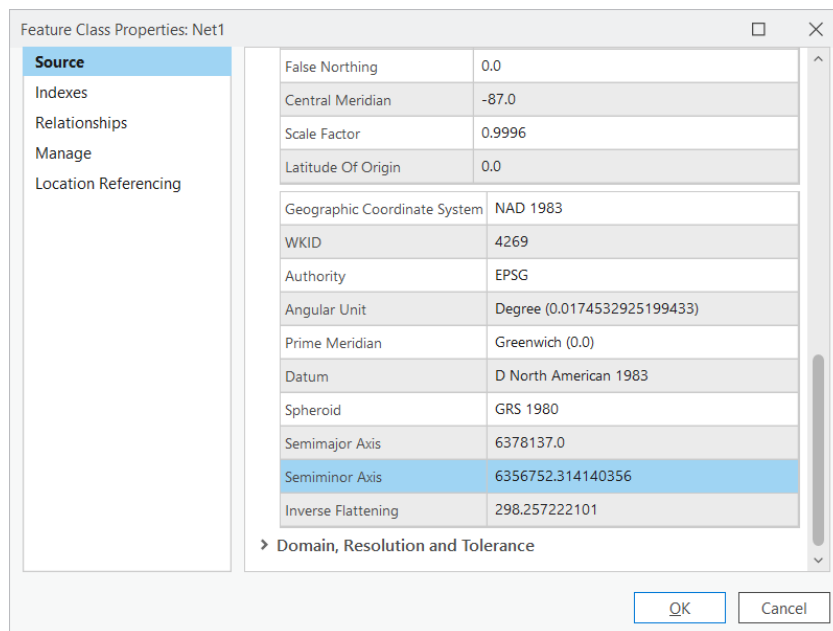 Feature Class Properties: Net1
Source
Indexes
Relationships
Manage
Location Referencing
False Northing 0.0
Central Meridian -87.0
Scale Factor 0.9996
Latitude Of Origin 0.0
Geographic Coordinate System NAD 1983
WKID 4269
Authority EPSG
Angular Unit Degree (0.0174532925199433)
Prime Meridian Greenwich (0.0)
Datum D North American 1983
Spheroid GRS 1980
Semimajor Axis 6378137.0
Semiminor Axis 6356752.314140356
Inverse Flattening 298.257222101
Domain, Resolution and Tolerance
OK Cancel